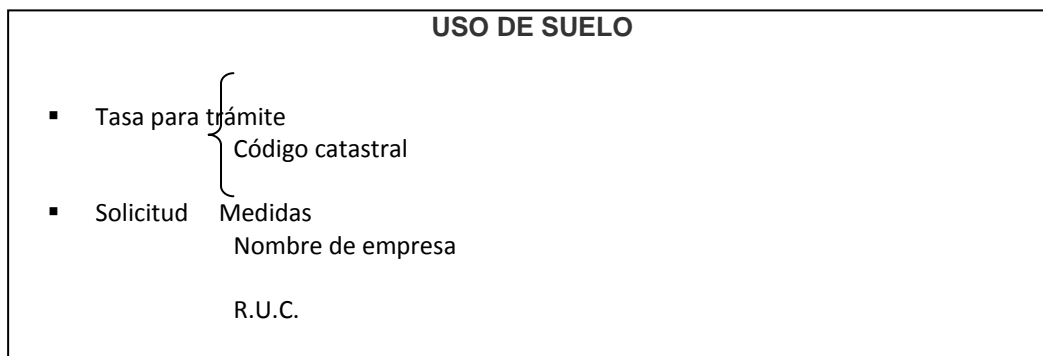 USO DE SUELO
▪ Tasa para trámite
Código catastral
▪ Solicitud Medidas
Nombre de empresa
R.U.C.